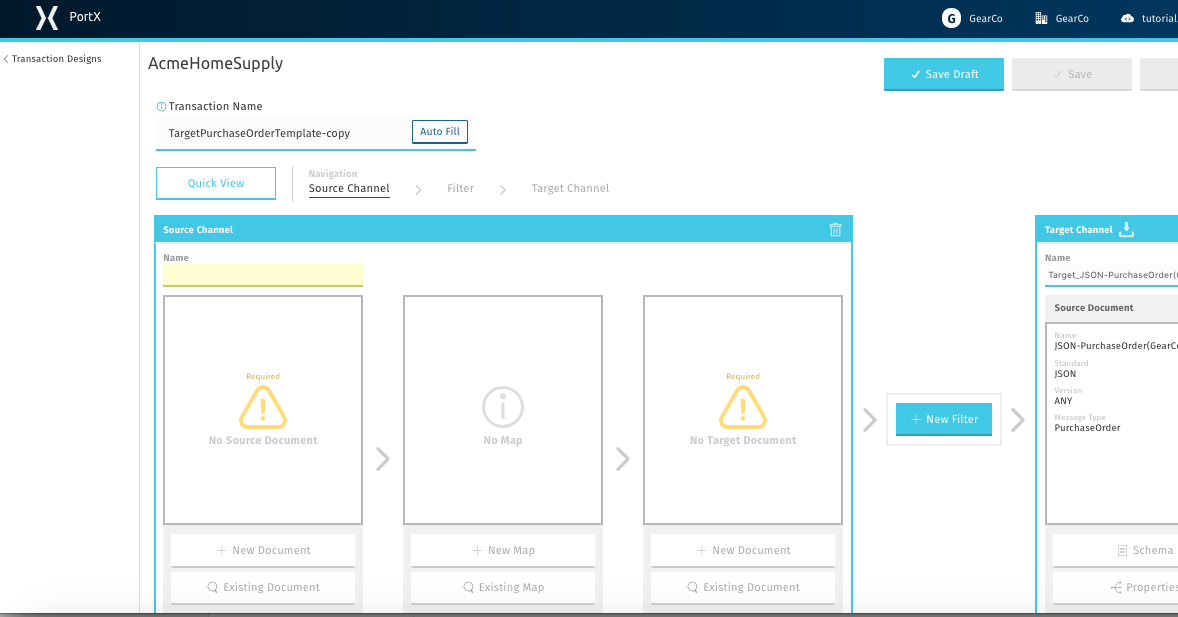 PortX
G GearCo
GearCo
tutorial
Transaction Designs
AcmeHomeSupply
Save Draft
Save
Transaction Name
TargetPurchaseOrderTemplate-copy
Auto Fill
Quick View
Navigation
Source Channel
Filter
Target Channel
Source Channel
Name
Required
No Source Document
No Map
Required
No Target Document
New Document
New Map
New Document
Existing Document
Existing Map
Existing Document
New Filter
Target Channel
Name
Target_JSON-PurchaseOrder(
Source Document
Name
JSON-PurchaseOrder(GearCo
Standard
JSON
Version
ANY
Message Type
PurchaseOrder
Schema
Properties